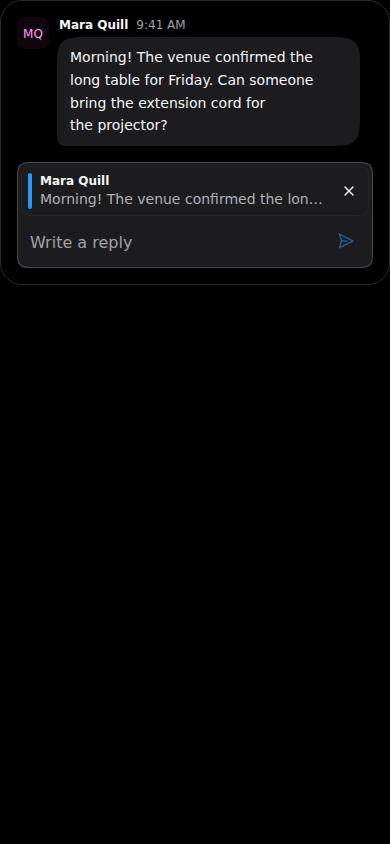 MQ
Mara Quill 9:41 AM
Morning! The venue confirmed the
long table for Friday. Can someone
bring the extension cord for
the projector?
Mara Quill
Morning! The venue confirmed the lon…
Write a reply